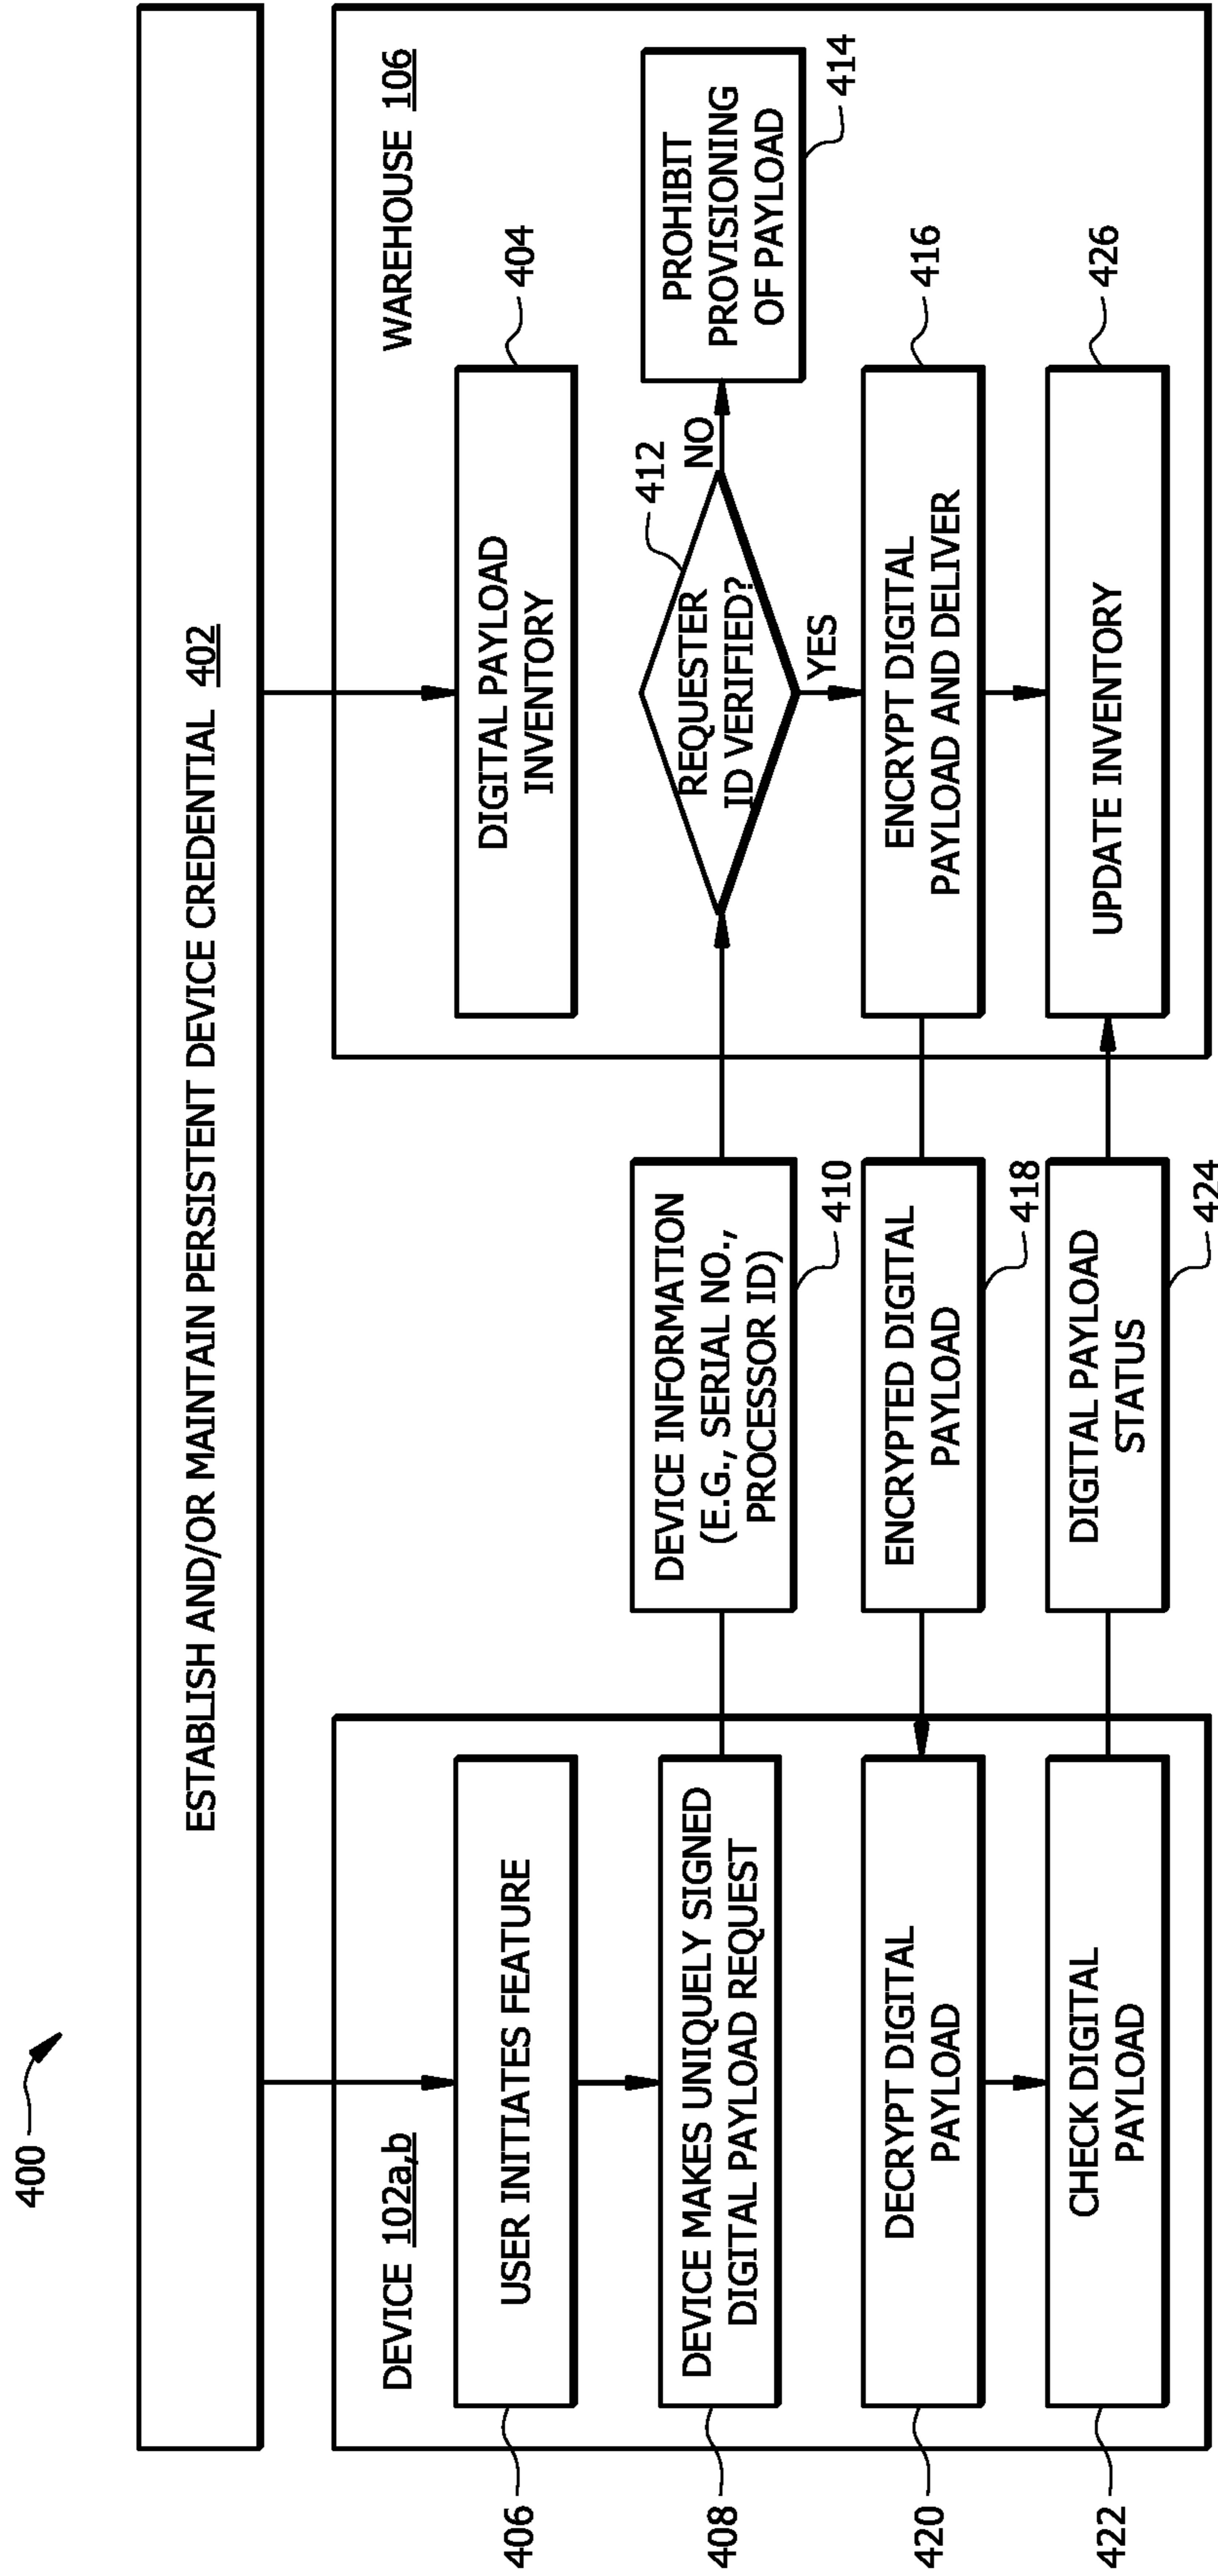 400
ESTABLISH AND/OR MAINTAIN PERSISTENT DEVICE CREDENTIAL 402
DEVICE 102a,b
WAREHOUSE 106
406
USER INITIATES FEATURE
DIGITAL PAYLOAD
INVENTORY
404
408
DEVICE MAKES UNIQUELY SIGNED
DIGITAL PAYLOAD REQUEST
DEVICE INFORMATION
(E.G., SERIAL NO.,
PROCESSOR ID)
410
REQUESTER
ID VERIFIED?
412
NO
PROHIBIT
PROVISIONING
OF PAYLOAD
414
YES
420
DECRYPT DIGITAL
PAYLOAD
ENCRYPTED DIGITAL
PAYLOAD
418
ENCRYPT DIGITAL
PAYLOAD AND DELIVER
416
422
CHECK DIGITAL
PAYLOAD
DIGITAL PAYLOAD
STATUS
424
UPDATE INVENTORY
426